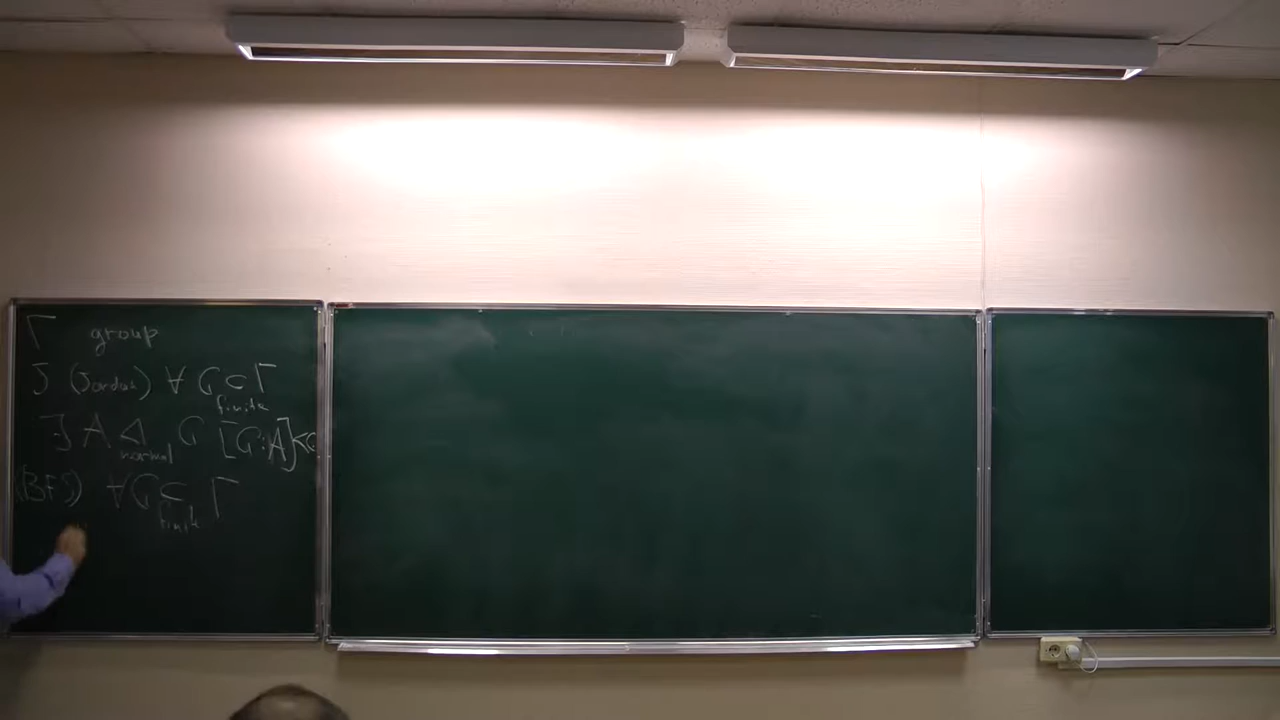 Γ group
J (Jordan) ∀ G ⊂ Γ
finite
∃ A ◁ G [G:A]<C
normal
(BFS) ∀G ⊂ Γ
finite